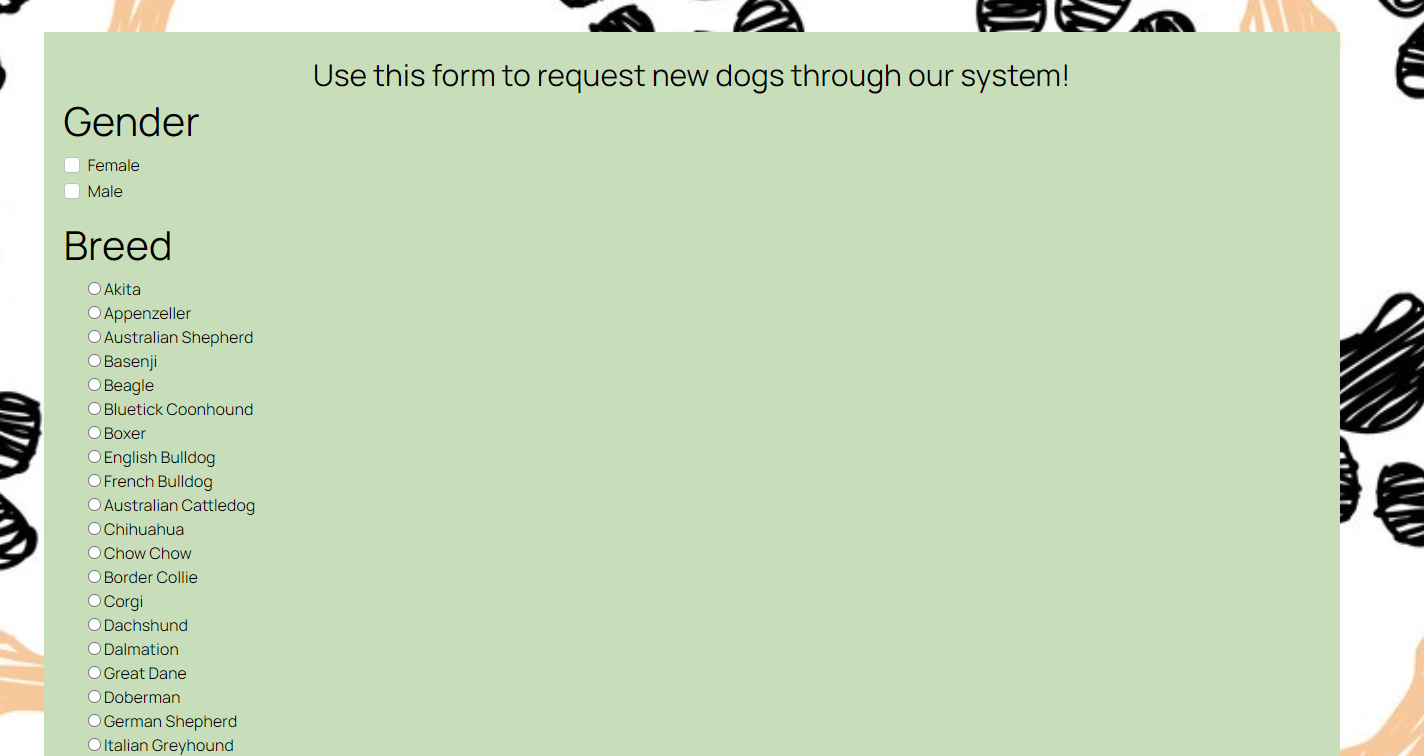 Use this form to request new dogs through our system!
Gender
Female
Male
Breed
Akita
Appenzeller
Australian Shepherd
Basenji
Beagle
Bluetick Coonhound
Boxer
English Bulldog
French Bulldog
Australian Cattledog
Chihuahua
Chow Chow
Border Collie
Corgi
Dachshund
Dalmation
Great Dane
Doberman
German Shepherd
Italian Greyhound